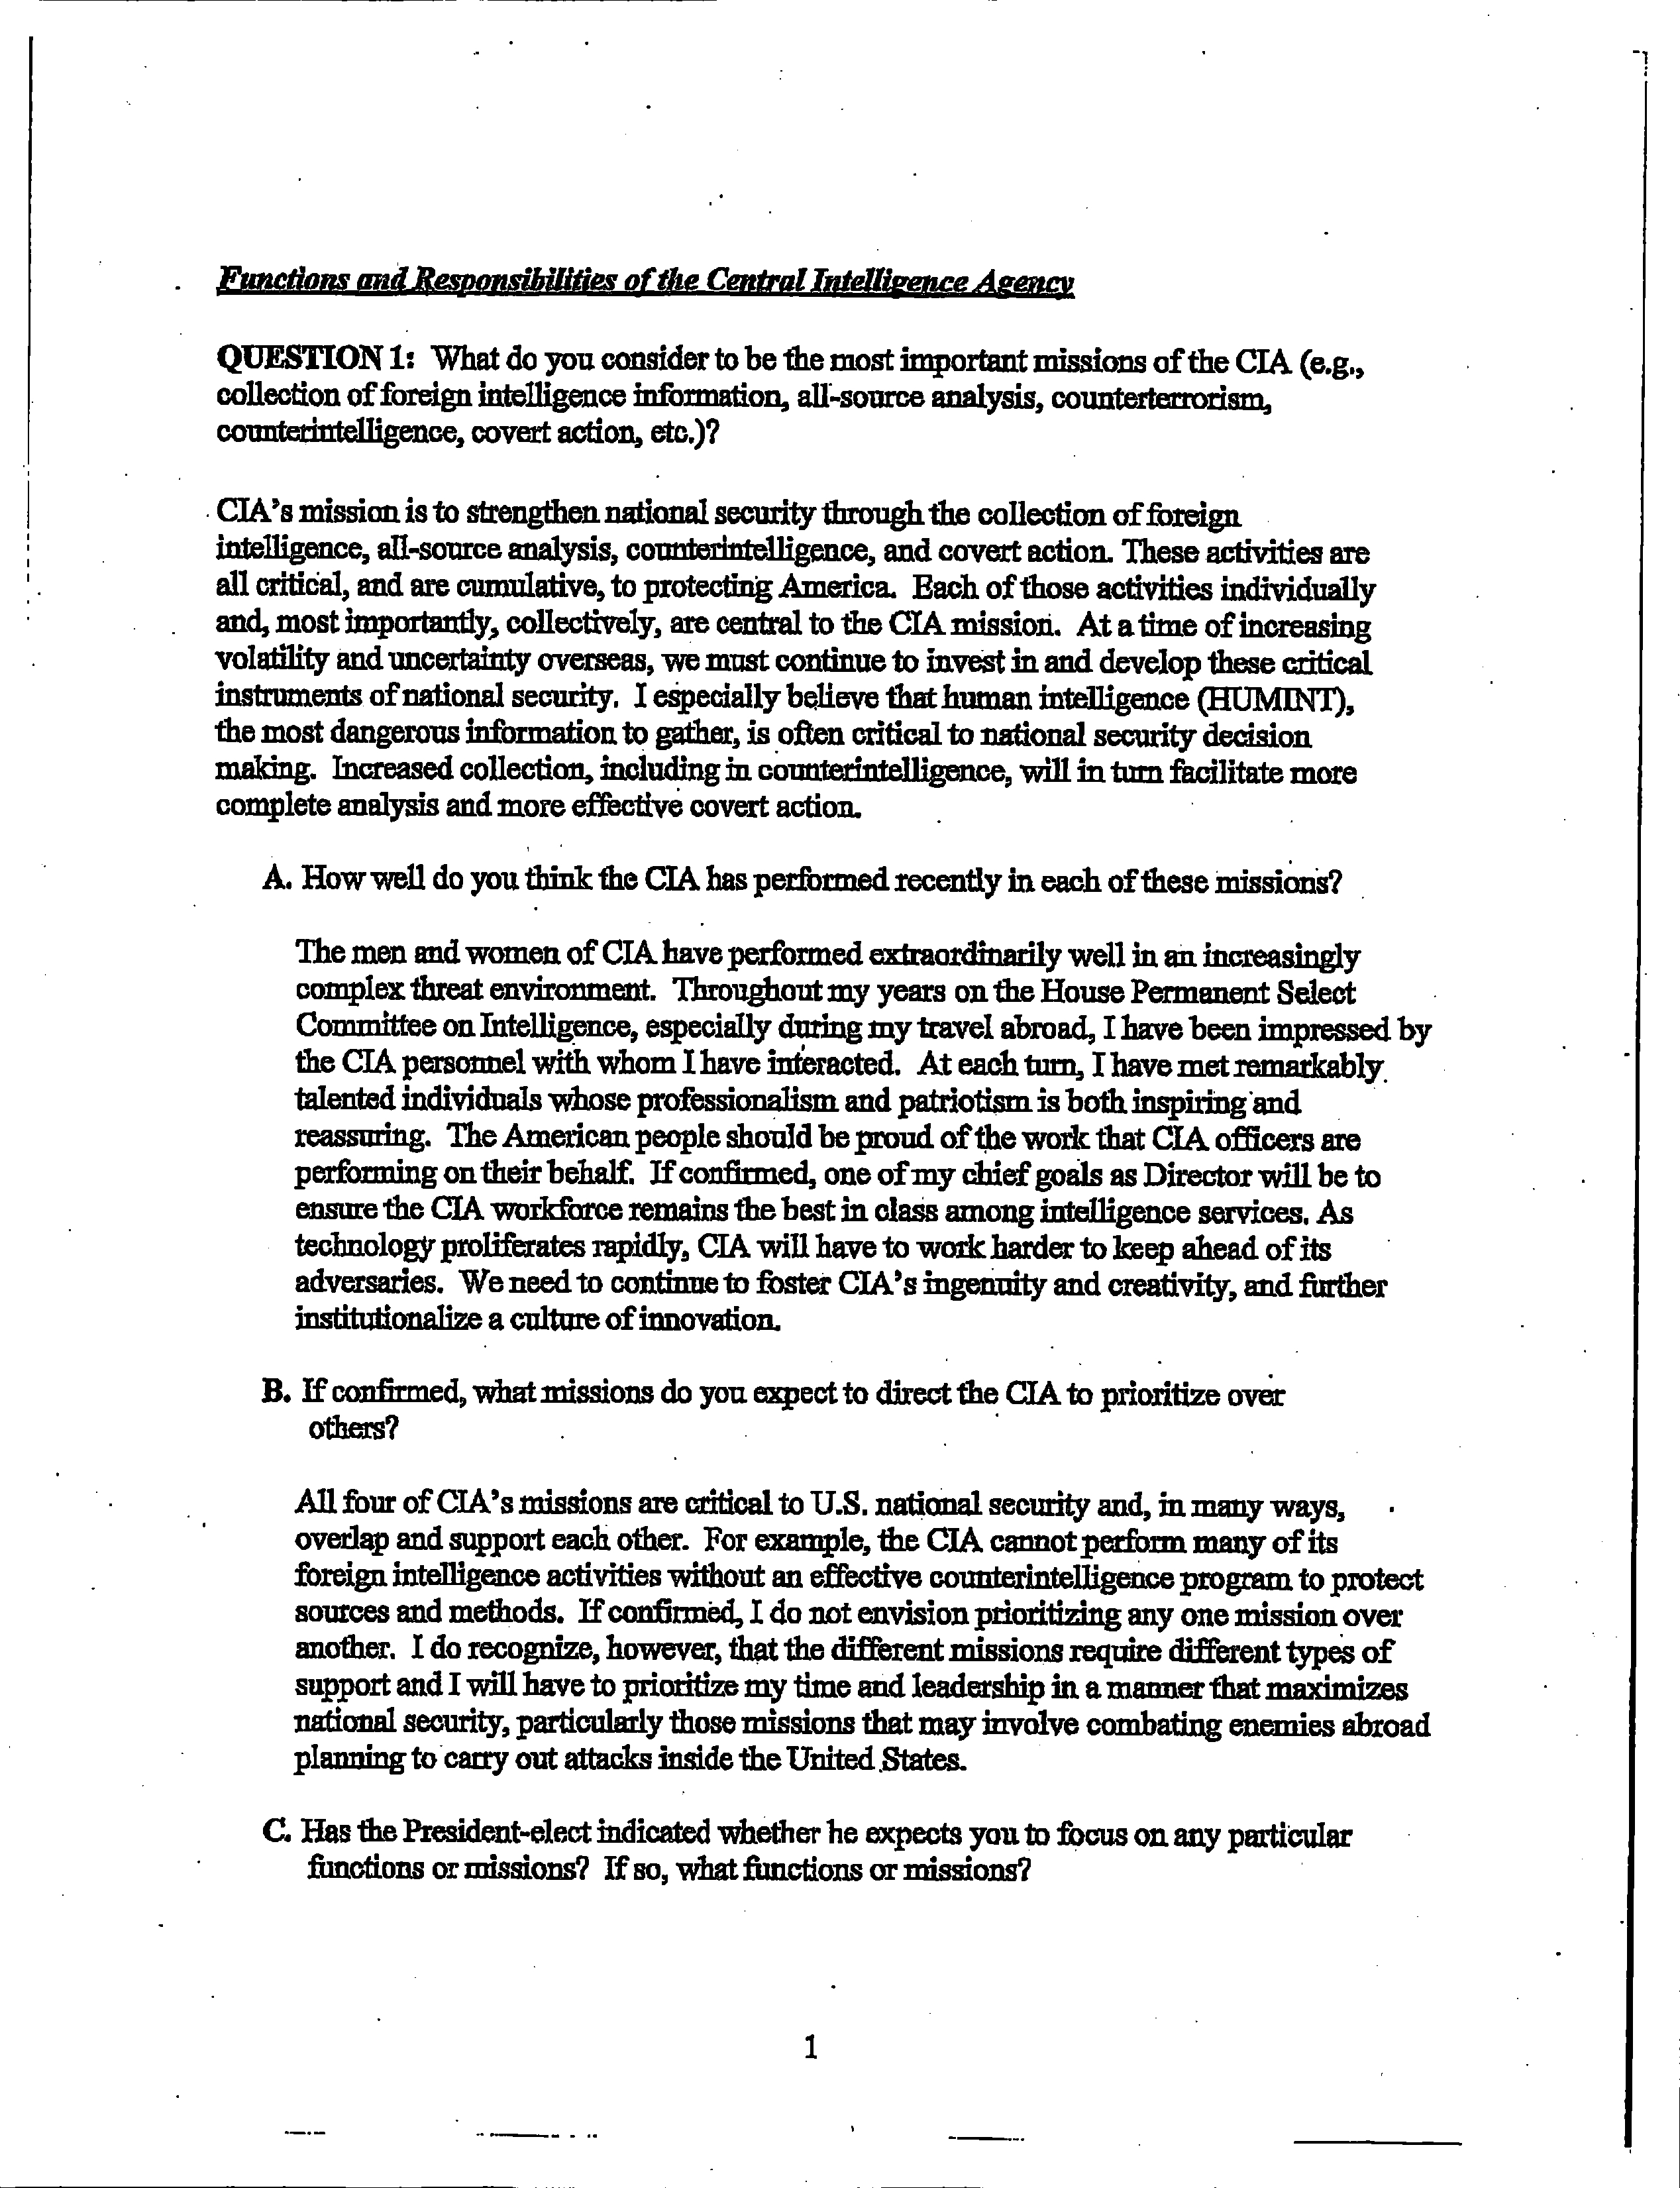 Functions and Responsibilities of the Central Intelligence Agency
QUESTION 1: What do you consider to be the most important missions of the CIA (e.g.,
collection of foreign intelligence information, all-source analysis, counterterrorism,
counterintelligence, covert action, etc.)?
CIA's mission is to strengthen national security through the collection of foreign
intelligence, all-source analysis, counterintelligence, and covert action. These activities are
all critical, and are cumulative, to protecting America. Each of those activities individually
and, most importantly, collectively, are central to the CIA mission. At a time of increasing
volatility and uncertainty overseas, we must continue to invest in and develop these critical
instruments of national security. I especially believe that human intelligence (HUMINT),
the most dangerous information to gather, is often critical to national security decision
making. Increased collection, including in counterintelligence, will in turn facilitate more
complete analysis and more effective covert action.
A. How well do you think the CIA has performed recently in each of these missions?
The men and women of CIA have performed extraordinarily well in an increasingly
complex threat environment. Throughout my years on the House Permanent Select
Committee on Intelligence, especially during my travel abroad, I have been impressed by
the CIA personnel with whom I have interacted. At each turn, I have met remarkably
talented individuals whose professionalism and patriotism is both inspiring and
reassuring. The American people should be proud of the work that CIA officers are
performing on their behalf. If confirmed, one of my chief goals as Director will be to
ensure the CIA workforce remains the best in class among intelligence services. As
technology proliferates rapidly, CIA will have to work harder to keep ahead of its
adversaries. We need to continue to foster CIA's ingenuity and creativity, and further
institutionalize a culture of innovation.
B. If confirmed, what missions do you expect to direct the CIA to prioritize over
others?
All four of CIA's missions are critical to U.S. national security and, in many ways,
overlap and support each other. For example, the CIA cannot perform many of its
foreign intelligence activities without an effective counterintelligence program to protect
sources and methods. If confirmed, I do not envision prioritizing any one mission over
another. I do recognize, however, that the different missions require different types of
support and I will have to prioritize my time and leadership in a manner that maximizes
national security, particularly those missions that may involve combating enemies abroad
planning to carry out attacks inside the United States.
C. Has the President-elect indicated whether he expects you to focus on any particular
functions or missions? If so, what functions or missions?
1